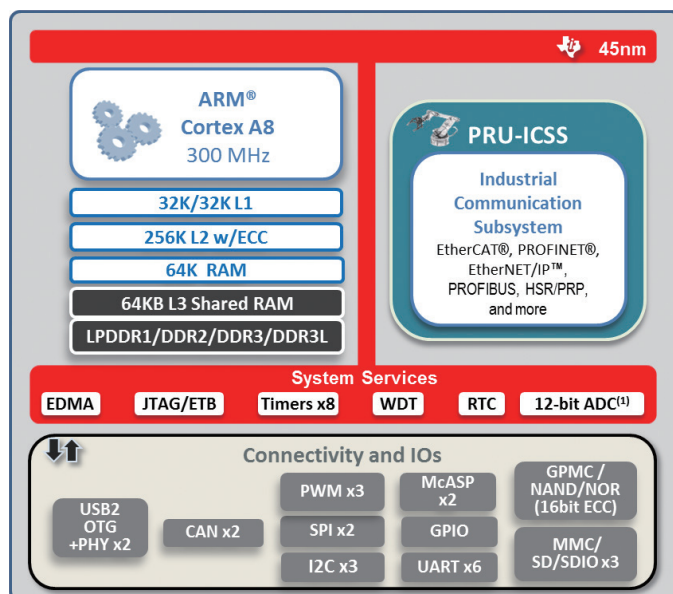 45nm
ARM®
Cortex A8
300 MHz
32K/32K L1
256K L2 w/ECC
64K RAM
64KB L3 Shared RAM
LPDDR1/DDR2/DDR3/DDR3L
PRU-ICSS
Industrial
Communication
Subsystem
EtherCAT®, PROFINET®,
EtherNET/IP™,
PROFIBUS, HSR/PRP,
and more
System Services
EDMA
JTAG/ETB
Timers x8
WDT
RTC
12-bit ADC(1)
Connectivity and IOs
USB2
OTG
+PHY x2
CAN x2
PWM x3
SPI x2
I2C x3
McASP
x2
GPIO
UART x6
GPMC /
NAND/NOR
(16bit ECC)
MMC/
SD/SDIO x3